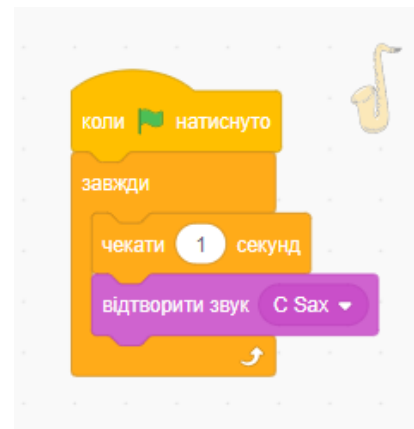 коли натиснуто
завжди
чекати 1 секунд
відтворити звук C Sax